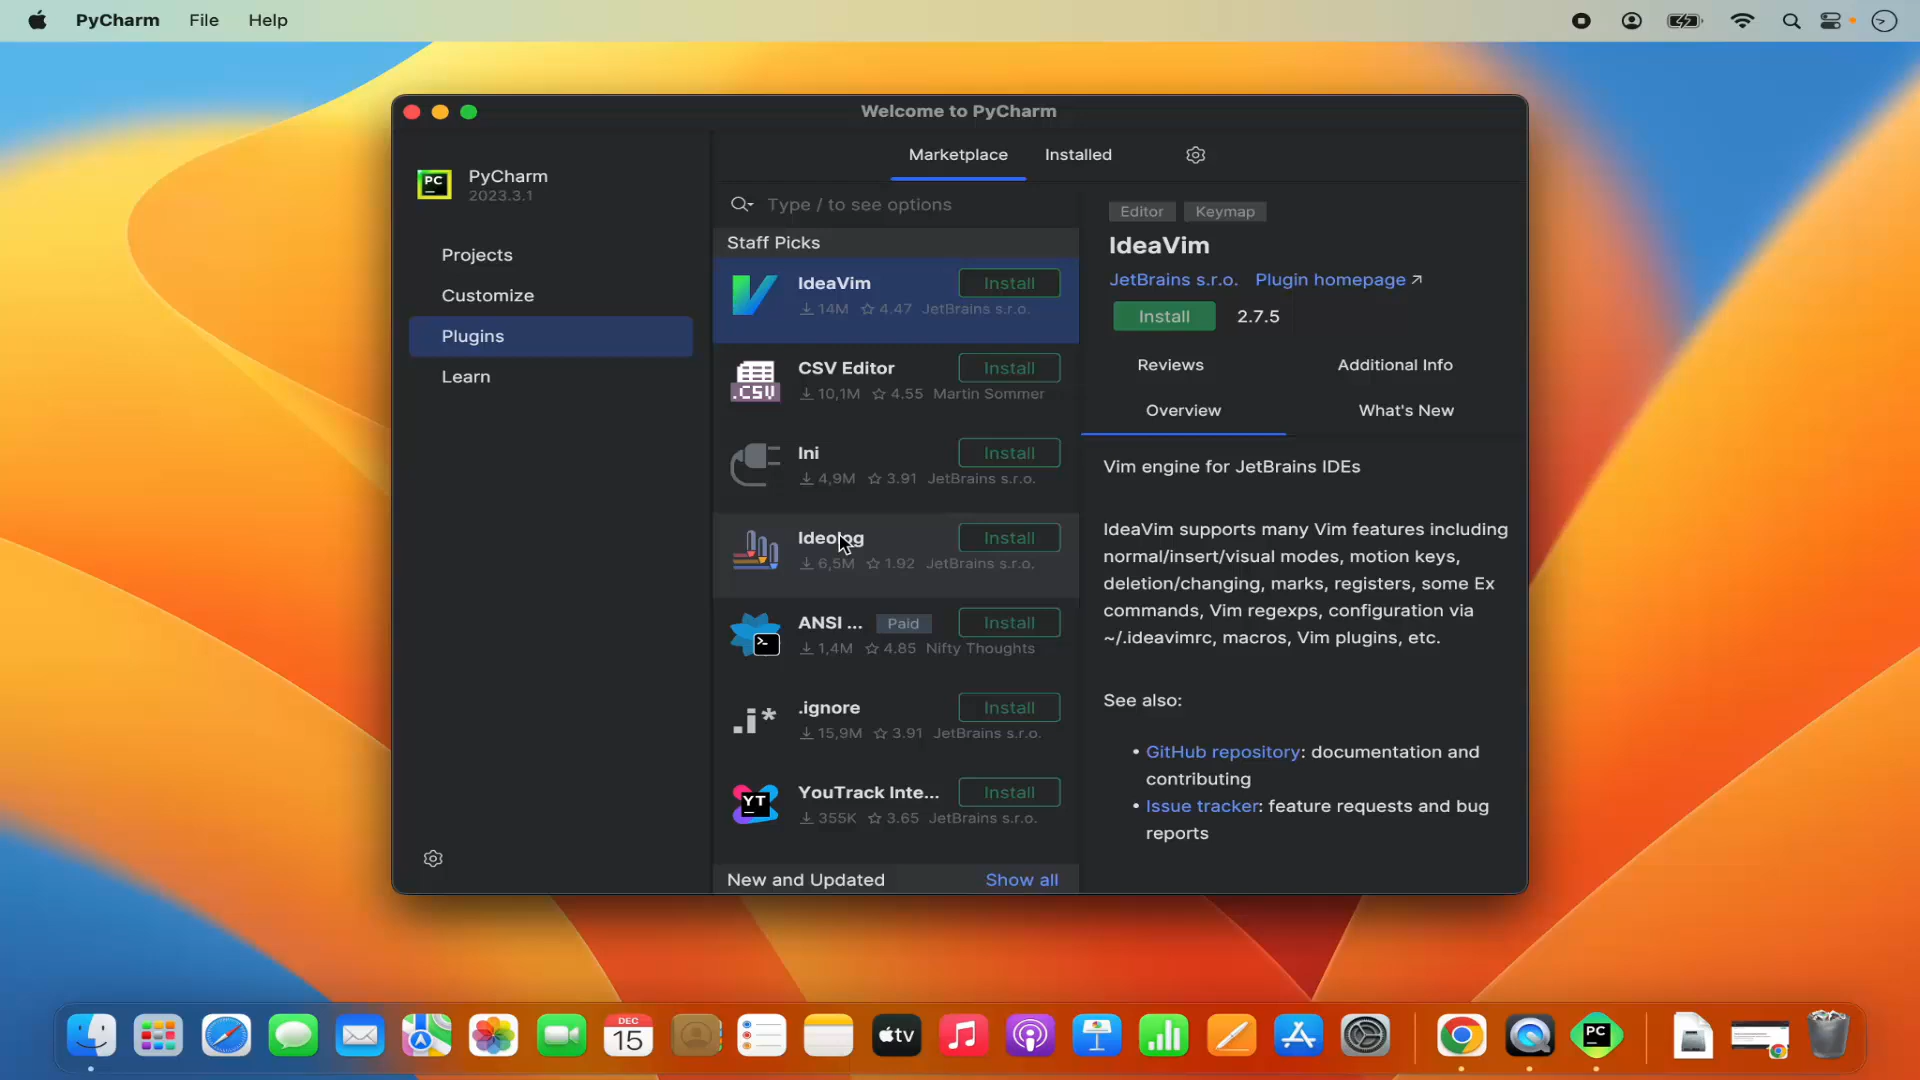 PyCharm File Help
Welcome to PyCharm
PC
PyCharm
2023.3.1
Projects
Customize
Plugins
Learn
Marketplace Installed
Type / to see options
Staff Picks
IdeaVim Install
14M 4.47 JetBrains s.r.o.
CSV Editor Install
.CSV 10,1M 4.55 Martin Sommer
Ini Install
4,9M 3.91 JetBrains s.r.o.
Ideolog Install
6,5M 1.92 JetBrains s.r.o.
ANSI ... Paid Install
1,4M 4.85 Nifty Thoughts
.ignore Install
.i* 15,9M 3.91 JetBrains s.r.o.
YouTrack Inte... Install
YT 355K 3.65 JetBrains s.r.o.
New and Updated Show all
Editor Keymap
IdeaVim
JetBrains s.r.o. Plugin homepage ↗
Install 2.7.5
Reviews Additional Info
Overview What's New
Vim engine for JetBrains IDEs
IdeaVim supports many Vim features including
normal/insert/visual modes, motion keys,
deletion/changing, marks, registers, some Ex
commands, Vim regexps, configuration via
~/.ideavimrc, macros, Vim plugins, etc.
See also:
• GitHub repository: documentation and
contributing
• Issue tracker: feature requests and bug
reports
DEC
15
tv
PC